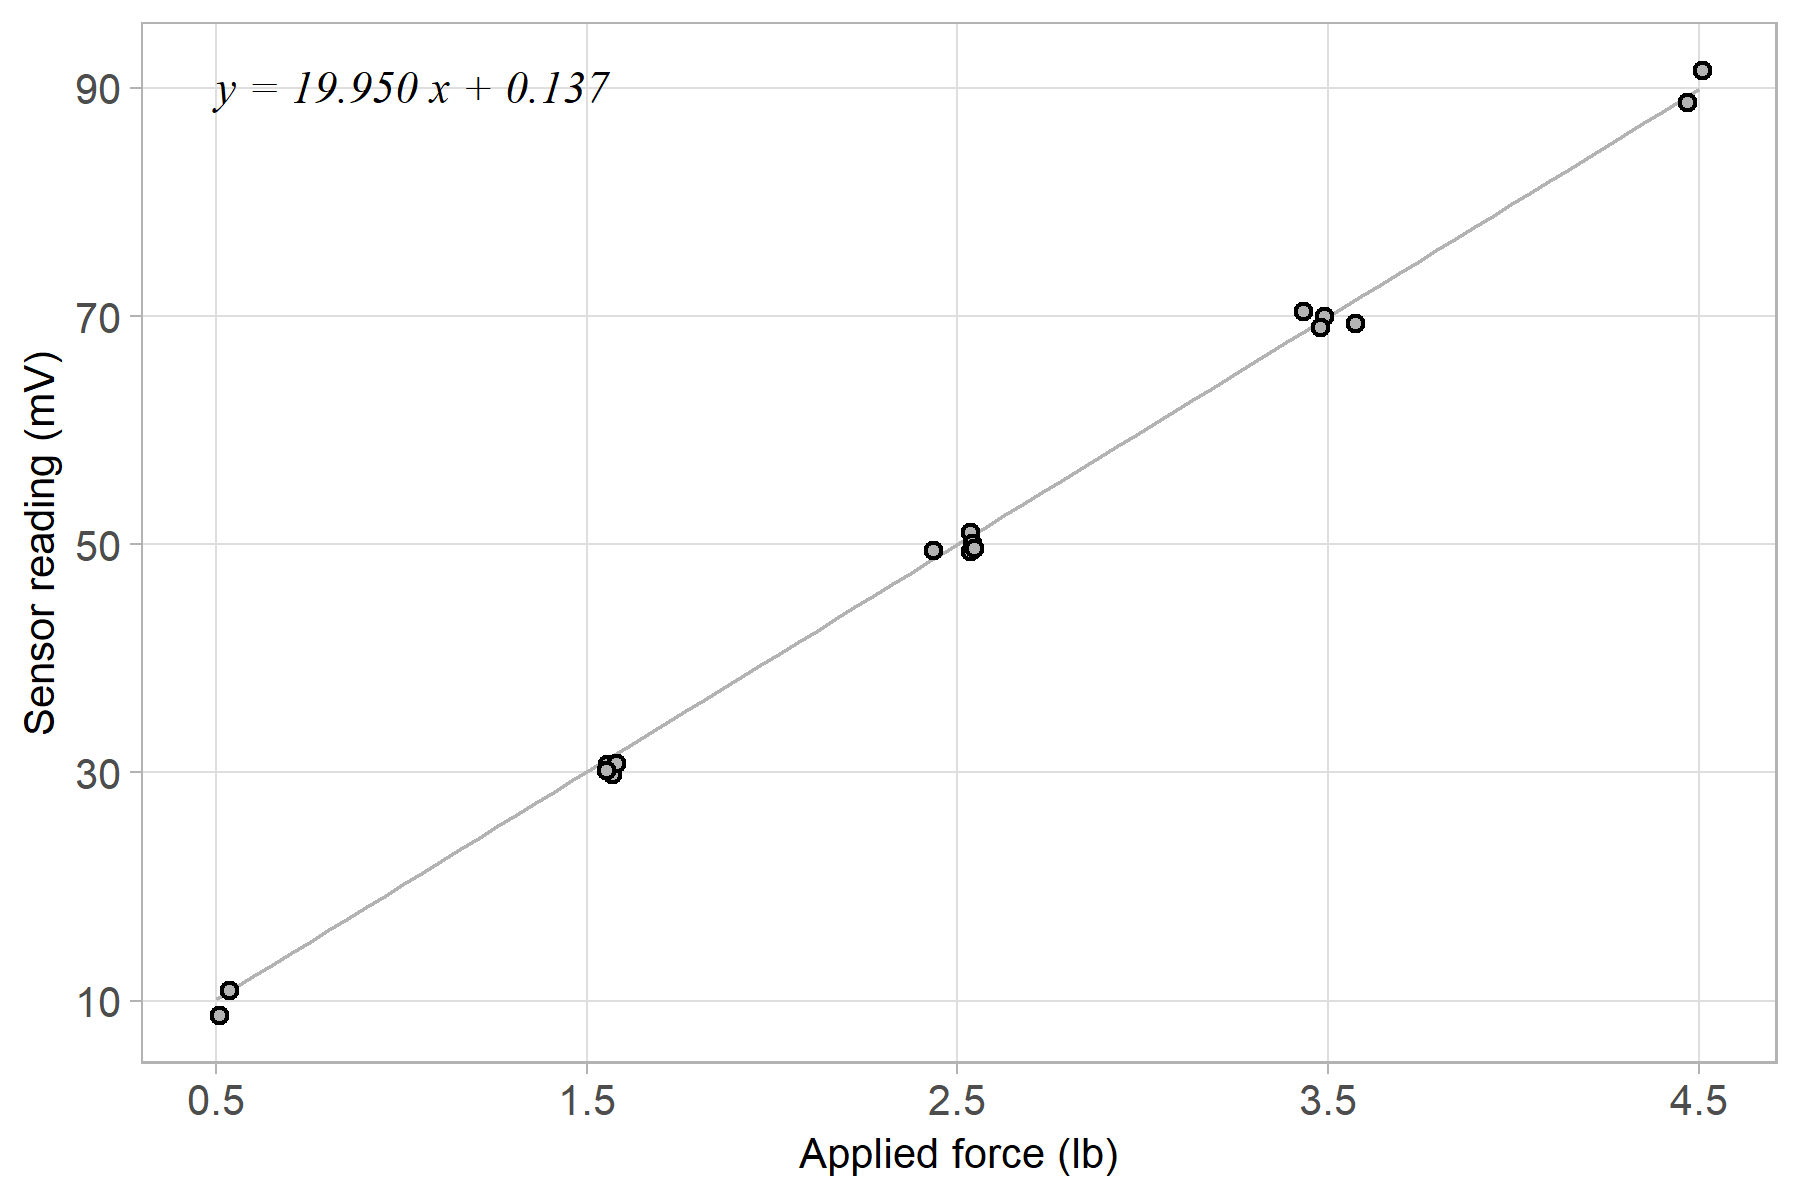 y = 19.950 x + 0.137
90
70
50
30
10
Sensor reading (mV)
0.5 1.5 2.5 3.5 4.5
Applied force (lb)